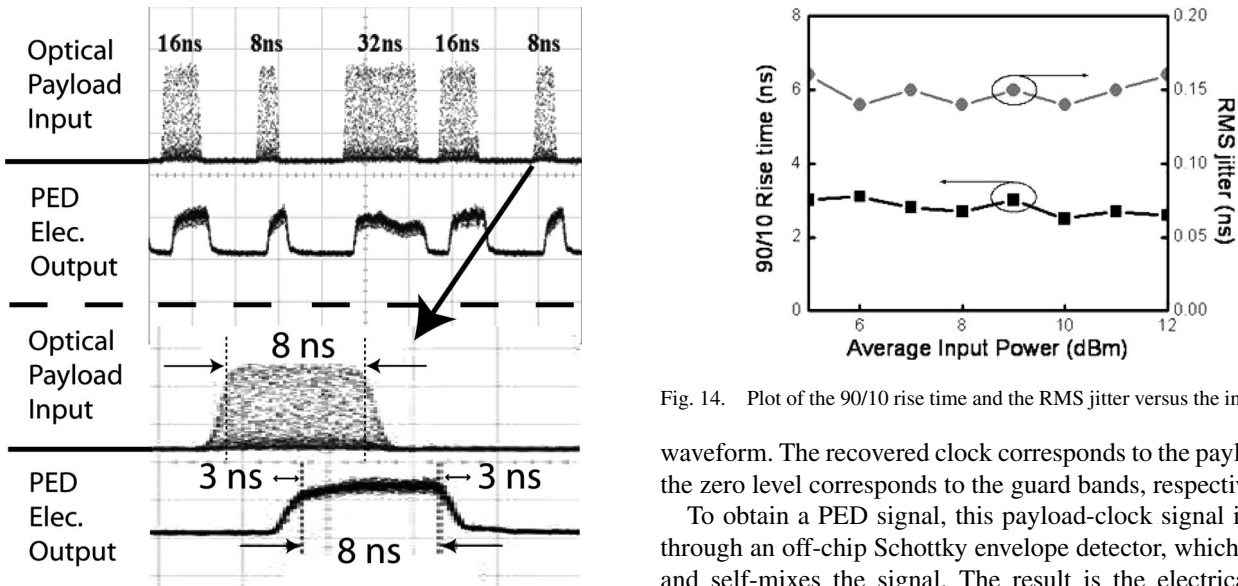 Optical
Payload
Input
16ns 8ns 32ns 16ns 8ns
PED
Elec.
Output
Optical
Payload
Input
8 ns
PED
Elec.
Output
3 ns 3 ns
8 ns
8
6
4
2
0
0.20
0.15
0.10
0.05
0.00
90/10 Rise time (ns)
RMS jitter (ns)
6 8 10 12
Average Input Power (dBm)
Fig. 14. Plot of the 90/10 rise time and the RMS jitter versus the in
waveform. The recovered clock corresponds to the payl
the zero level corresponds to the guard bands, respectiv
To obtain a PED signal, this payload-clock signal i
through an off-chip Schottky envelope detector, which
and self-mixes the signal. The result is the electrica